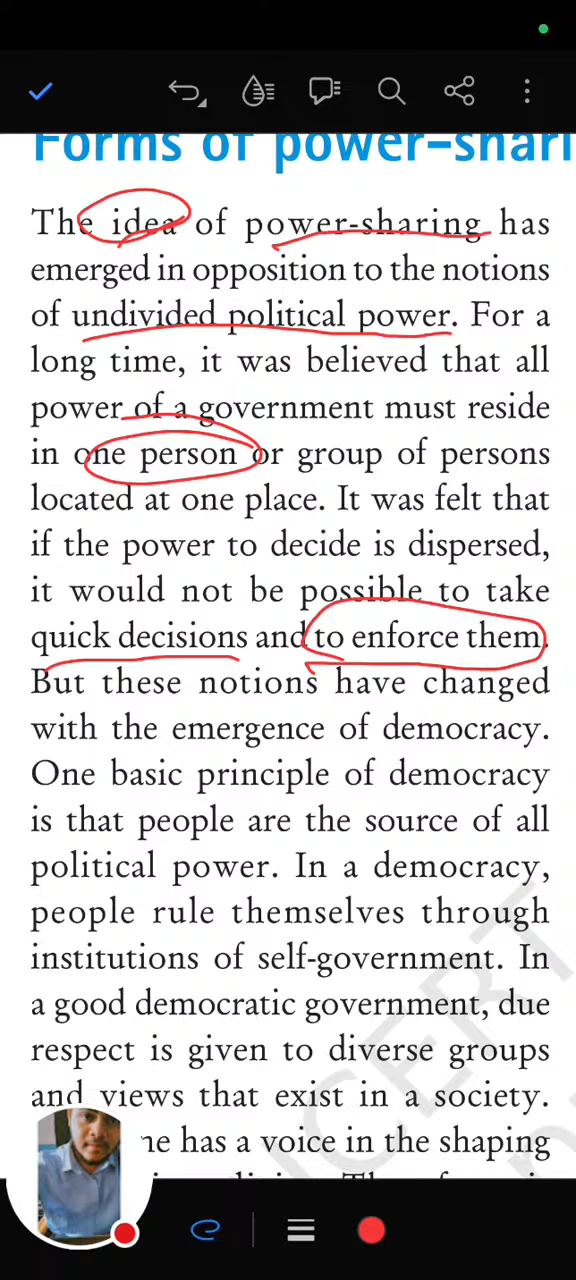 Forms of power-shari
The idea of power-sharing has
emerged in opposition to the notions
of undivided political power. For a
long time, it was believed that all
power of a government must reside
in one person or group of persons
located at one place. It was felt that
if the power to decide is dispersed,
it would not be possible to take
quick decisions and to enforce them.
But these notions have changed
with the emergence of democracy.
One basic principle of democracy
is that people are the source of all
political power. In a democracy,
people rule themselves through
institutions of self-government. In
a good democratic government, due
respect is given to diverse groups
and views that exist in a society.
ne has a voice in the shaping